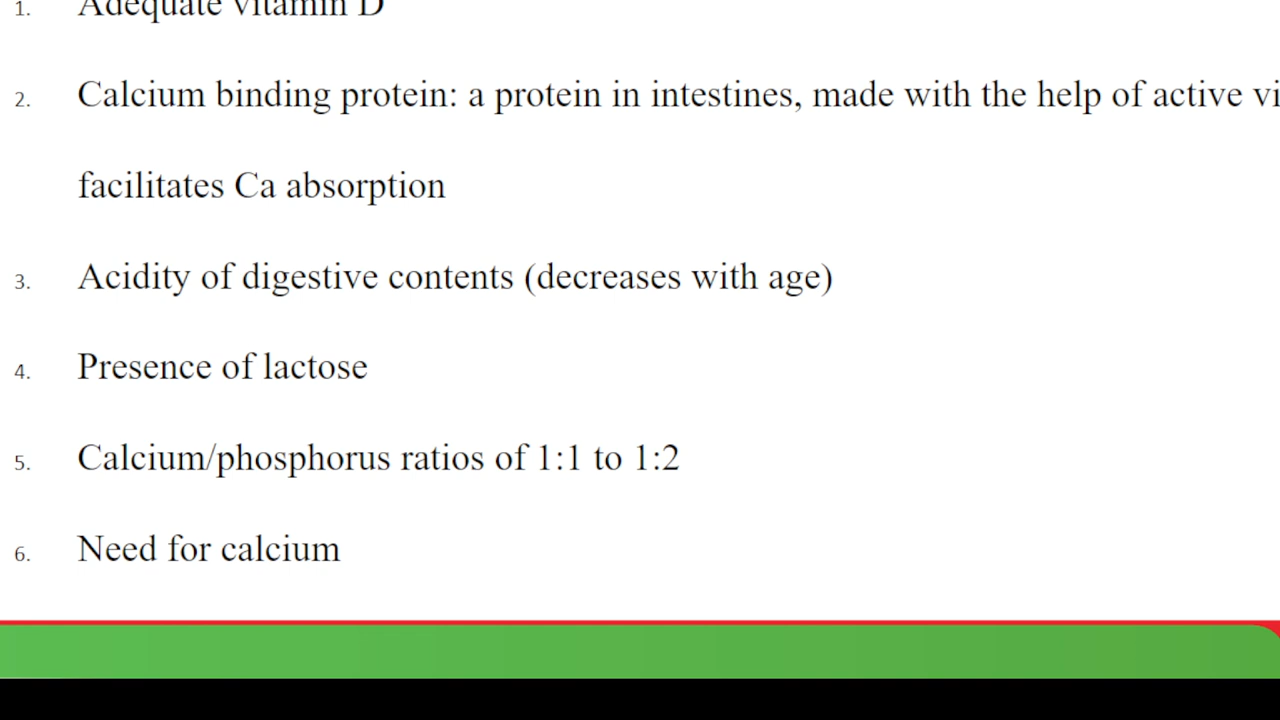 1. Adequate vitamin D
2. Calcium binding protein: a protein in intestines, made with the help of active
facilitates Ca absorption
3. Acidity of digestive contents (decreases with age)
4. Presence of lactose
5. Calcium/phosphorus ratios of 1:1 to 1:2
6. Need for calcium